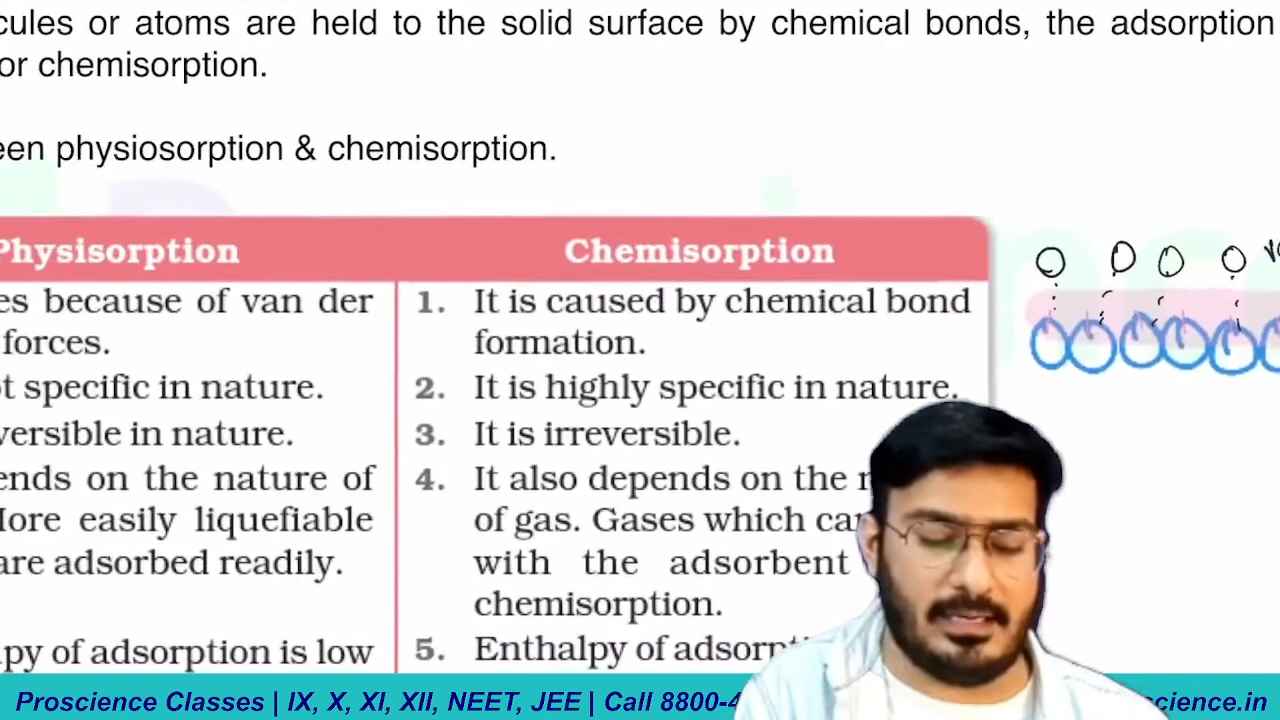 cules or atoms are held to the solid surface by chemical bonds, the adsorption
or chemisorption.
een physiosorption & chemisorption.
Physisorption
es because of van der
forces.
t specific in nature.
versible in nature.
ends on the nature of
More easily liquefiable
are adsorbed readily.
py of adsorption is low
Chemisorption
1. It is caused by chemical bond
formation.
2. It is highly specific in nature.
3. It is irreversible.
4. It also depends on the
of gas. Gases which
with the adsorbent
chemisorption.
5. Enthalpy of adsorpt
Proscience Classes | IX, X, XI, XII, NEET, JEE | Call 8800-4
science.in